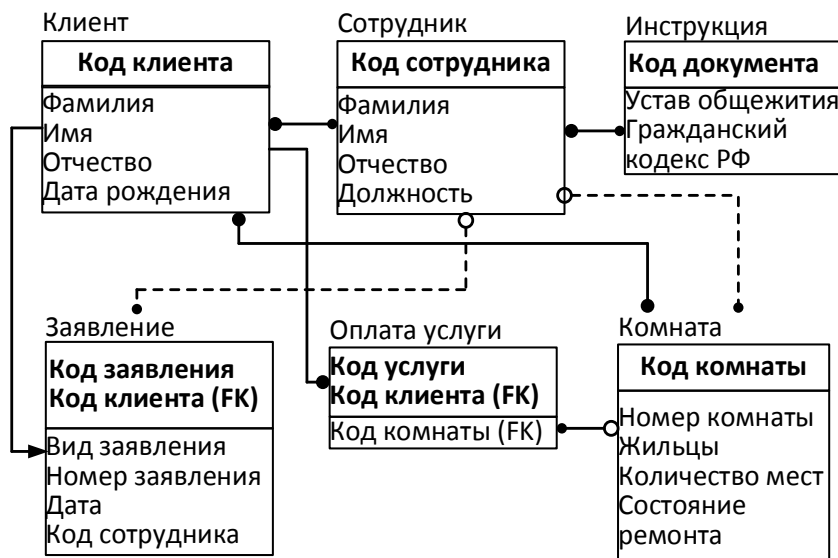 Клиент
Код клиента
Фамилия
Имя
Отчество
Дата рождения
Сотрудник
Код сотрудника
Фамилия
Имя
Отчество
Должность
Инструкция
Код документа
Устав общежития
Гражданский
кодекс РФ
Заявление
Код заявления
Код клиента (FK)
Вид заявления
Номер заявления
Дата
Код сотрудника
Оплата услуги
Код услуги
Код клиента (FK)
Код комнаты (FK)
Комната
Код комнаты
Номер комнаты
Жильцы
Количество мест
Состояние
ремонта